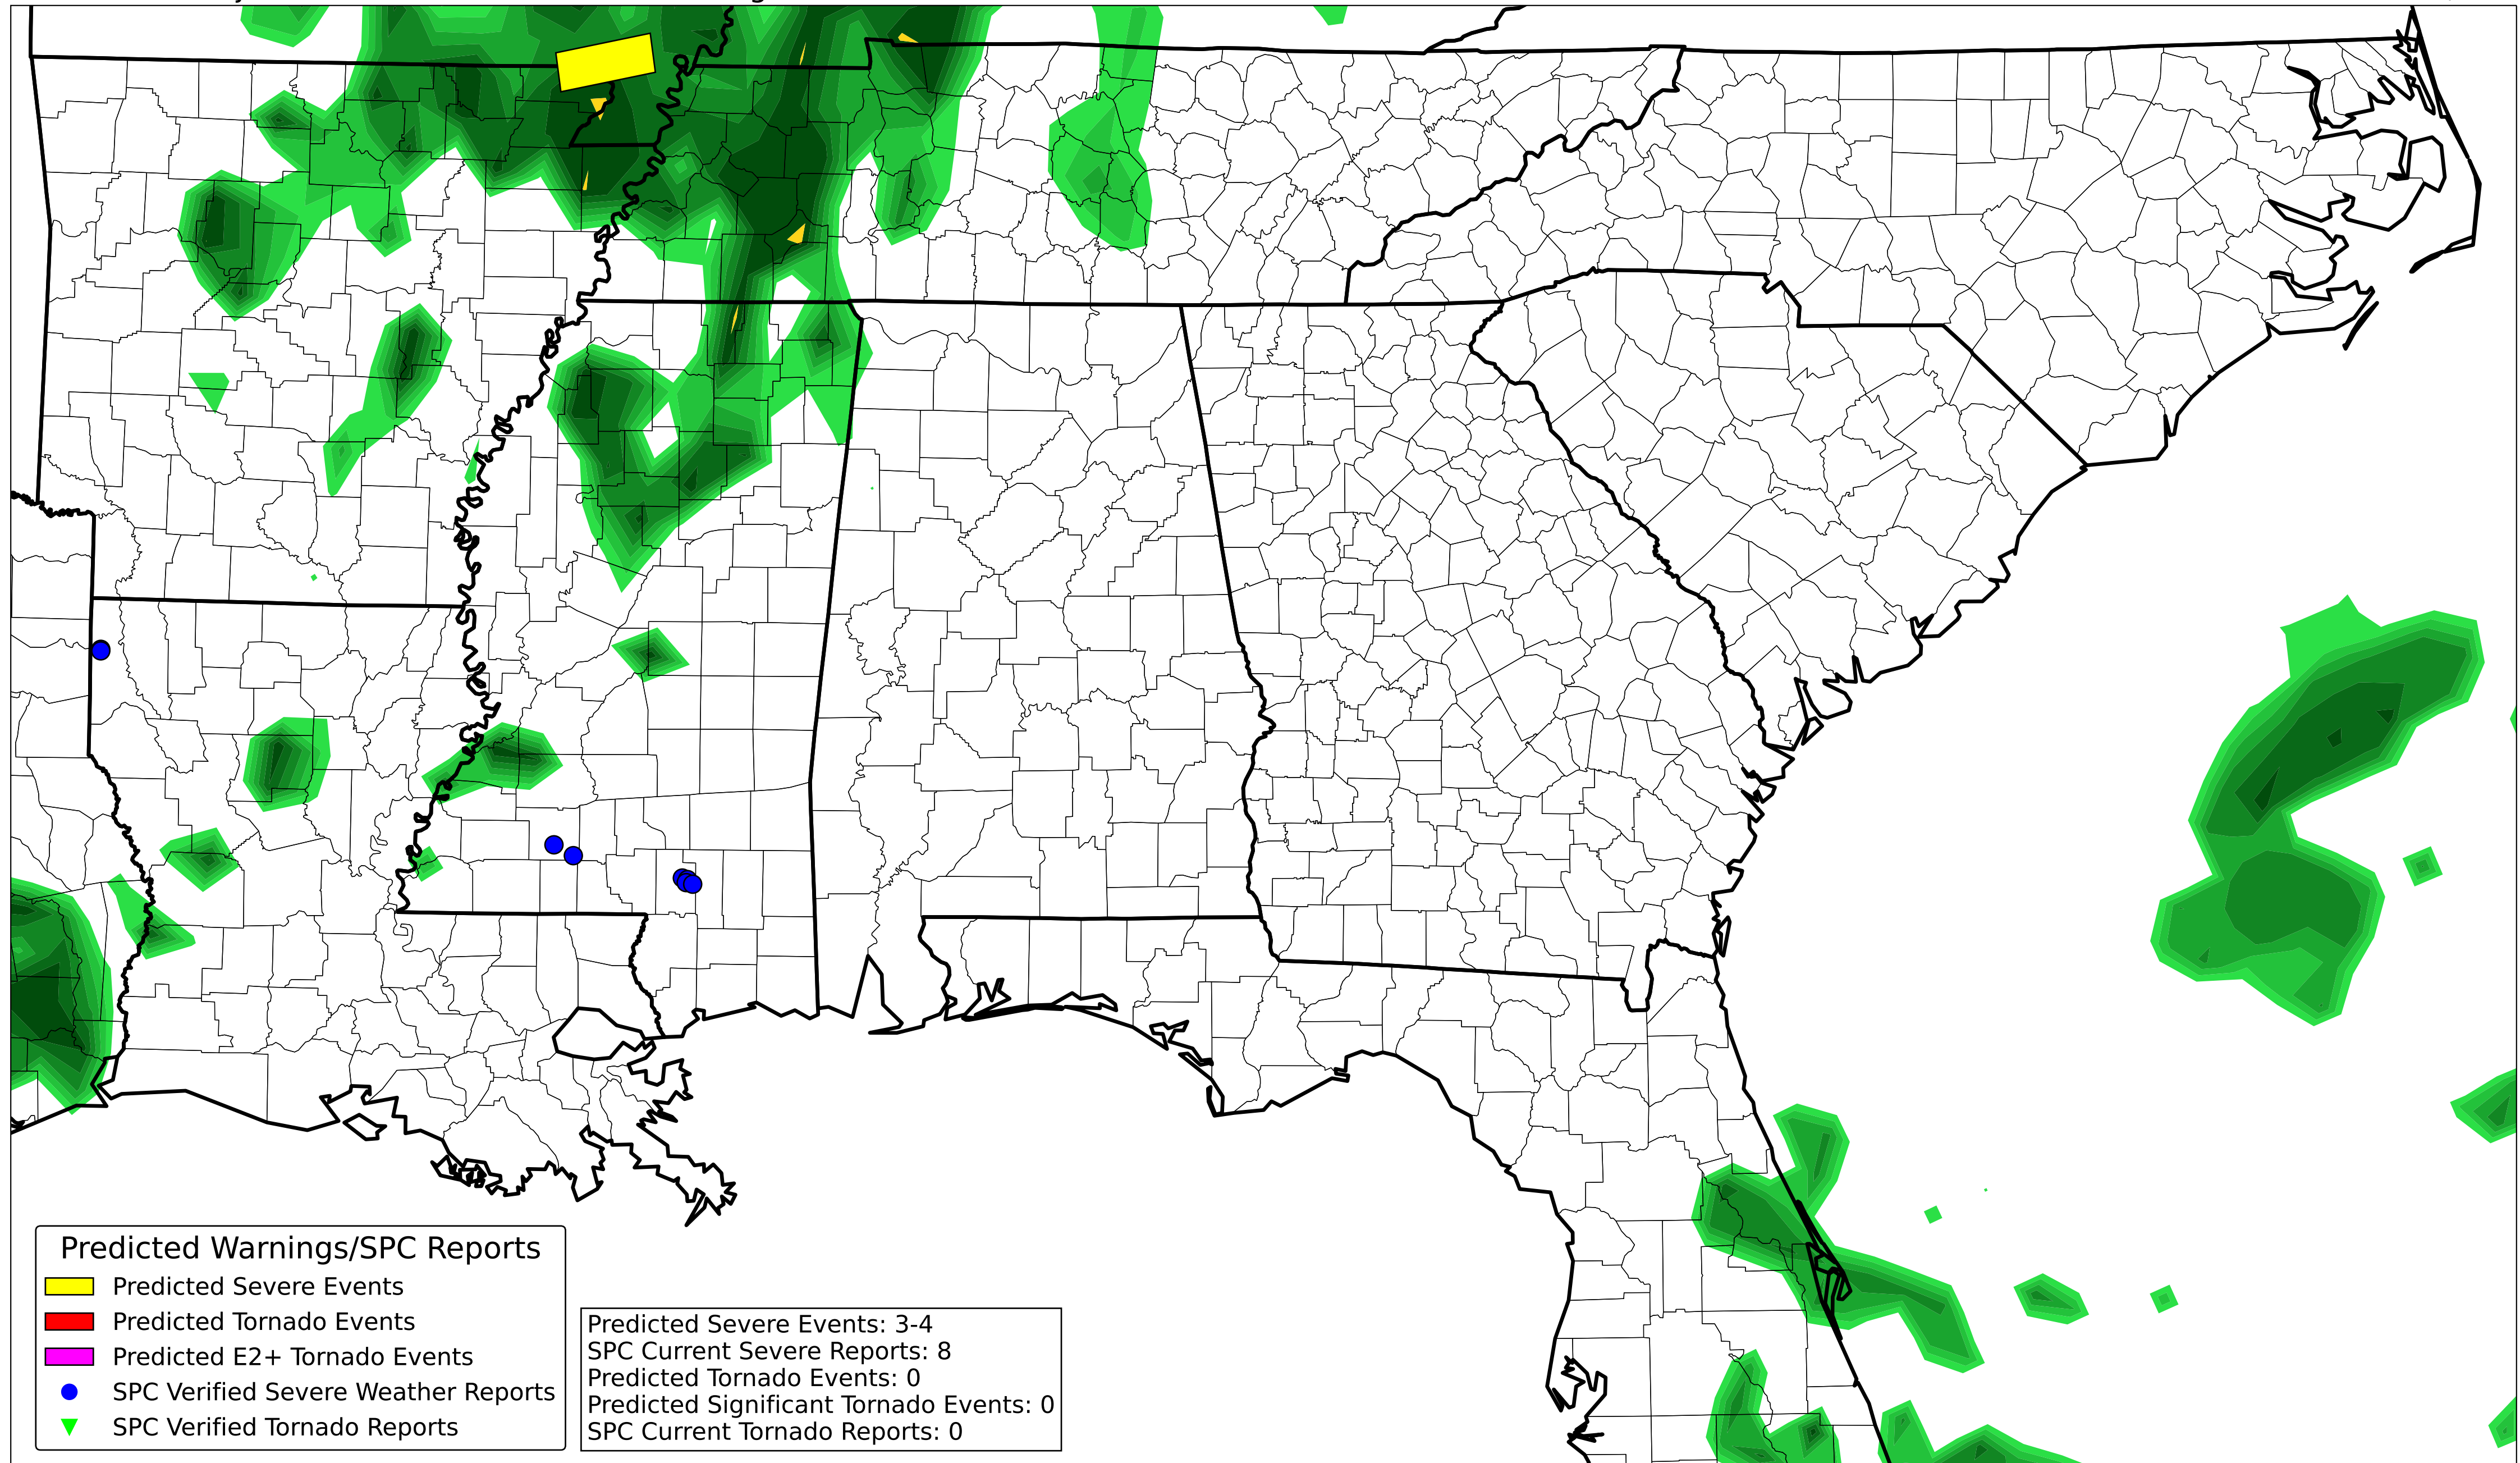 Predicted Warnings/SPC Reports
Predicted Severe Events
Predicted Tornado Events
Predicted E2+ Tornado Events
SPC Verified Severe Weather Reports
SPC Verified Tornado Reports
Predicted Severe Events: 3-4
SPC Current Severe Reports: 8
Predicted Tornado Events: 0
Predicted Significant Tornado Events: 0
SPC Current Tornado Reports: 0